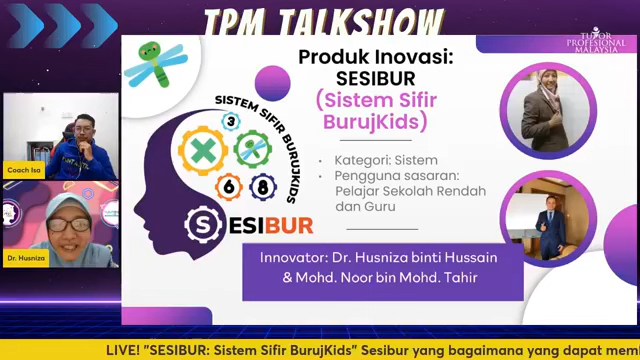 TPM TALKSHOW
TUTOR
PROFESIONAL
MALAYSIA
Produk Inovasi:
SESIBUR
(Sistem Sifir
BurujKids)
SISTEM SIFIR BURUJKIDS
3
6
8
SESIBUR
• Kategori: Sistem
• Pengguna sasaran:
Pelajar Sekolah Rendah
dan Guru
Innovator: Dr. Husniza binti Hussain
& Mohd. Noor bin Mohd. Tahir
Coach Isa
Dr. Husniza
LIVE! "SESIBUR: Sistem Sifir BurujKids" Sesibur yang bagaimana yang dapat mem